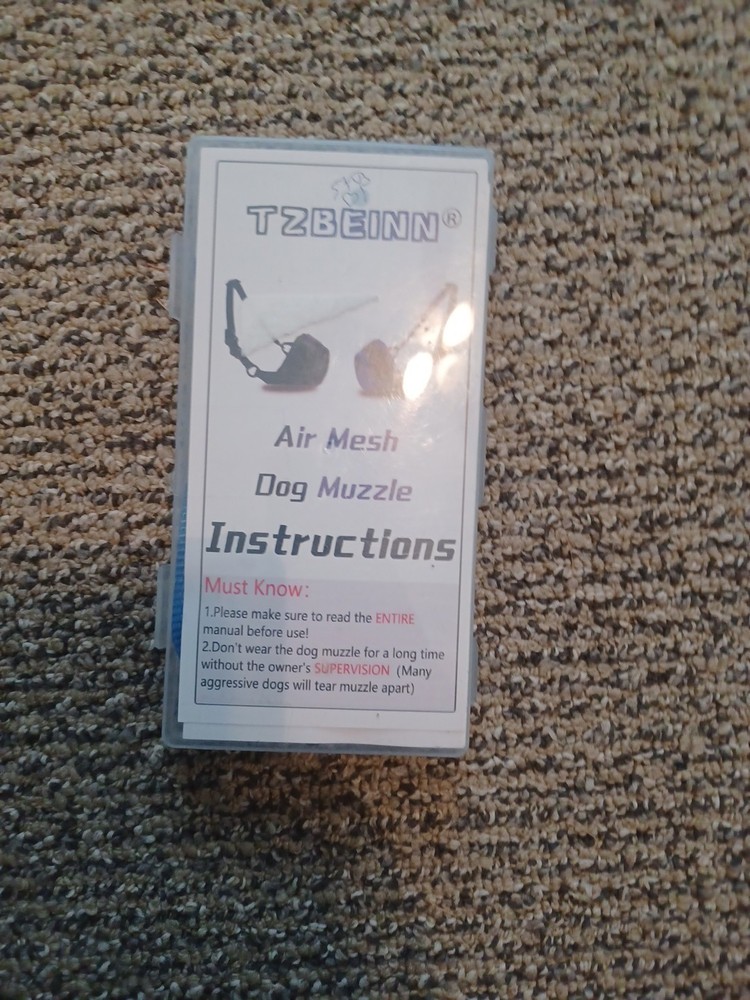 TZBEINN®
Air Mesh
Dog Muzzle
Instructions
Must Know:
1.Please make sure to read the ENTIRE
manual before use!
2.Don't wear the dog muzzle for a long time
without the owner's SUPERVISION (Many
aggressive dogs will tear muzzle apart)